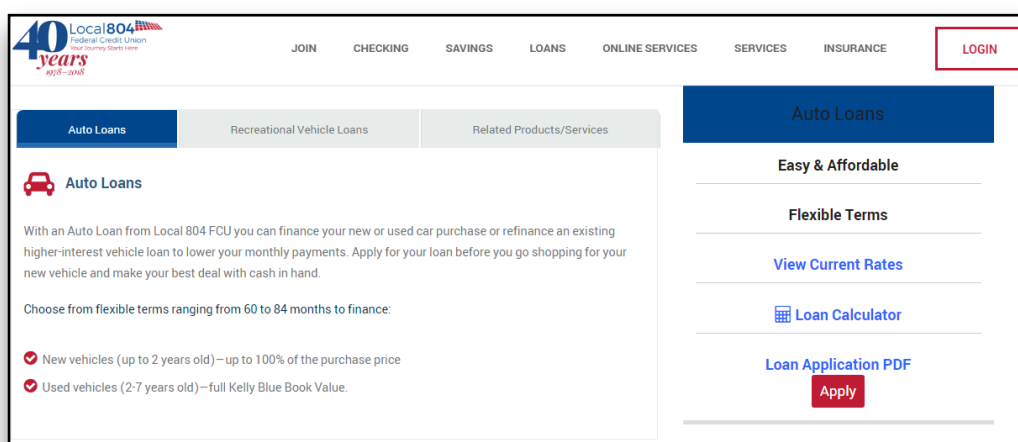 40 years
1978–2018
Local804
Federal Credit Union
Your Journey Starts Here
JOIN CHECKING SAVINGS LOANS ONLINE SERVICES SERVICES INSURANCE LOGIN
Auto Loans Recreational Vehicle Loans Related Products/Services
Auto Loans
With an Auto Loan from Local 804 FCU you can finance your new or used car purchase or refinance an existing
higher-interest vehicle loan to lower your monthly payments. Apply for your loan before you go shopping for your
new vehicle and make your best deal with cash in hand.
Choose from flexible terms ranging from 60 to 84 months to finance:
New vehicles (up to 2 years old)—up to 100% of the purchase price
Used vehicles (2-7 years old)—full Kelly Blue Book Value.
Auto Loans
Easy & Affordable
Flexible Terms
View Current Rates
Loan Calculator
Loan Application PDF
Apply